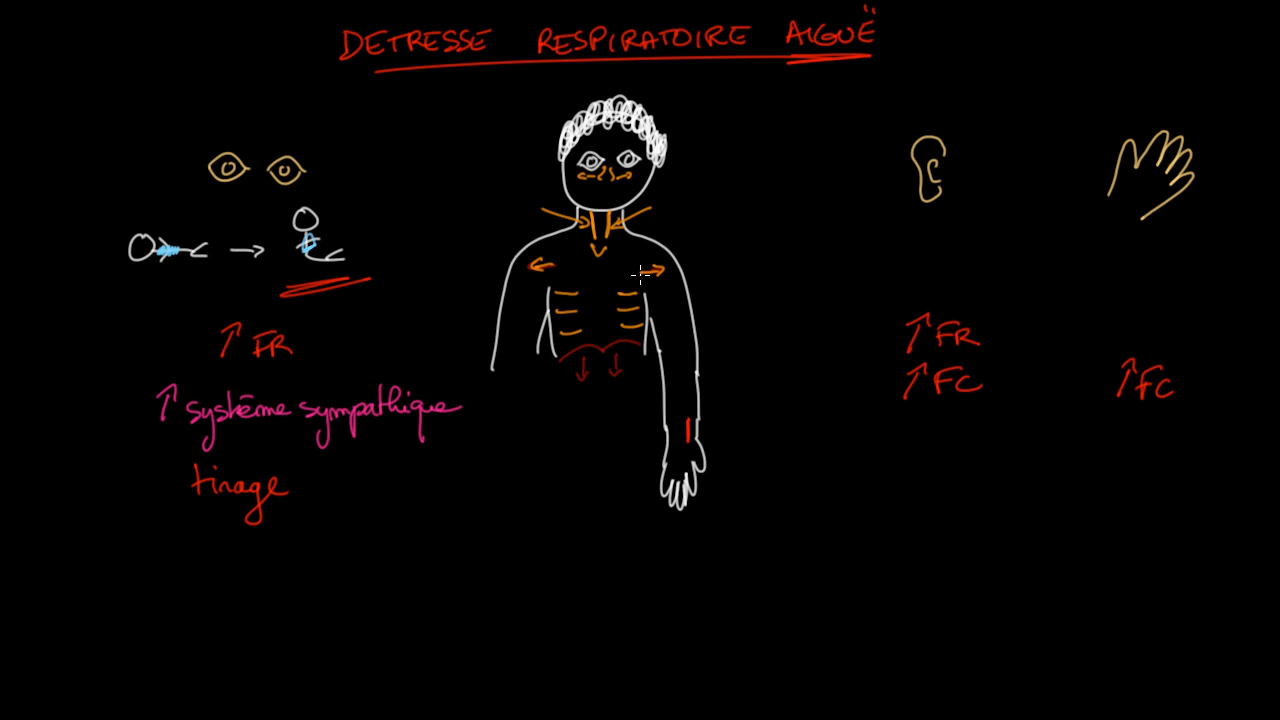 DETRESSE RESPIRATOIRE AIGUË
↑ FR
↑ système sympathique
tirage
↑ FR
↑ FC
↑ FC